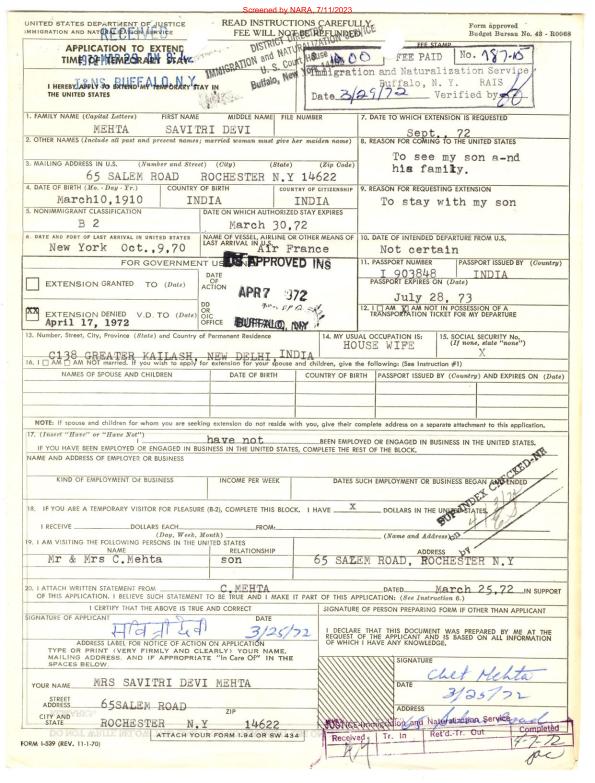 Screened by NARA, 7/11/2023
UNITED STATES DEPARTMENT OF JUSTICE
IMMIGRATION AND NATURALIZATION SERVICE
RECEIVED
READ INSTRUCTIONS CAREFULLY
FEE WILL NOT BE REFUNDED
Form approved
Budget Bureau No. 43 - R0068
APPLICATION TO EXTEND
TIME OF TEMPORARY STAY
I&NS BUFFALO, N.Y.
I HEREBY APPLY TO EXTEND MY TEMPORARY STAY IN
THE UNITED STATES
DISTRICT DIRECTOR
IMMIGRATION and NATURALIZATION SERVICE
U. S. Court House
Buffalo, New York
FEE STAMP
10.00 FEE PAID No. 187-15
Immigration and Naturalization Service
Buffalo, N. Y. RAIS
Date 3/29/72 Verified by
1. FAMILY NAME (Capital Letters) FIRST NAME MIDDLE NAME FILE NUMBER
MEHTA SAVITRI DEVI
7. DATE TO WHICH EXTENSION IS REQUESTED
Sept., 72
2. OTHER NAMES (Include all past and present names; married woman must give her maiden name)
8. REASON FOR COMING TO THE UNITED STATES
To see my son a-nd
his family.
3. MAILING ADDRESS IN U.S. (Number and Street) (City) (State) (Zip Code)
65 SALEM ROAD ROCHESTER N.Y 14622
4. DATE OF BIRTH (Mo. - Day - Yr.) COUNTRY OF BIRTH COUNTRY OF CITIZENSHIP
March10,1910 INDIA INDIA
9. REASON FOR REQUESTING EXTENSION
To stay with my son
5. NONIMMIGRANT CLASSIFICATION DATE ON WHICH AUTHORIZED STAY EXPIRES
B 2 March 30,72
6. DATE AND PORT OF LAST ARRIVAL IN UNITED STATES NAME OF VESSEL, AIRLINE OR OTHER MEANS OF
LAST ARRIVAL IN U.S.
New York Oct.,9,70 Air France
10. DATE OF INTENDED DEPARTURE FROM U.S.
Not certain
FOR GOVERNMENT USE
APPROVED INS
11. PASSPORT NUMBER PASSPORT ISSUED BY (Country)
I 903848 INDIA
PASSPORT EXPIRES ON (Date)
July 28, 73
EXTENSION GRANTED TO (Date)
DATE
OF
ACTION
APR 7 1972
XX EXTENSION DENIED V.D. TO (Date)
April 17, 1972
DD
OR
OIC
OFFICE
BUFFALO, NY
12. I AM AM NOT IN POSSESSION OF A
TRANSPORTATION TICKET FOR MY DEPARTURE
13. Number, Street, City, Province (State) and Country of Permanent Residence
C138 GREATER KAILASH, NEW DELHI, INDIA
14. MY USUAL OCCUPATION IS:
HOUSE WIFE
15. SOCIAL SECURITY No.
(If none, state "none")
X
16. I AM AM NOT married. If you wish to apply for extension for your spouse and children, give the following: (See Instruction #1)
NAMES OF SPOUSE AND CHILDREN DATE OF BIRTH COUNTRY OF BIRTH PASSPORT ISSUED BY (Country) AND EXPIRES ON (Date)
NOTE: If spouse and children for whom you are seeking extension do not reside with you, give their complete address on a separate attachment to this application.
17. (Insert "Have" or "Have Not")
I have not BEEN EMPLOYED OR ENGAGED IN BUSINESS IN THE UNITED STATES.
IF YOU HAVE BEEN EMPLOYED OR ENGAGED IN BUSINESS IN THE UNITED STATES, COMPLETE THE REST OF THE BLOCK.
NAME AND ADDRESS OF EMPLOYER OR BUSINESS
KIND OF EMPLOYMENT OR BUSINESS INCOME PER WEEK DATES SUCH EMPLOYMENT OR BUSINESS BEGAN AND ENDED
18. IF YOU ARE A TEMPORARY VISITOR FOR PLEASURE (B-2), COMPLETE THIS BLOCK. I HAVE X DOLLARS IN THE UNITED STATES.
I RECEIVE DOLLARS EACH FROM:
(Day, Week, Month) (Name and Address)
19. I AM VISITING THE FOLLOWING PERSONS IN THE UNITED STATES
NAME RELATIONSHIP ADDRESS
Mr & Mrs C.Mehta son 65 SALEM ROAD, ROCHESTER N.Y
20. I ATTACH WRITTEN STATEMENT FROM C.MEHTA DATED March 25,72 IN SUPPORT
OF THIS APPLICATION. I BELIEVE SUCH STATEMENT TO BE TRUE AND I MAKE IT PART OF THIS APPLICATION: (See Instruction 6.)
I CERTIFY THAT THE ABOVE IS TRUE AND CORRECT
SIGNATURE OF APPLICANT DATE
सवित्री देवी 3/25/72
SIGNATURE OF PERSON PREPARING FORM IF OTHER THAN APPLICANT
I DECLARE THAT THIS DOCUMENT WAS PREPARED BY ME AT THE
REQUEST OF THE APPLICANT AND IS BASED ON ALL INFORMATION
OF WHICH I HAVE ANY KNOWLEDGE.
ADDRESS LABEL FOR NOTICE OF ACTION ON APPLICATION
TYPE OR PRINT (VERY FIRMLY AND CLEARLY) YOUR NAME,
MAILING ADDRESS, AND IF APPROPRIATE "In Care Of" IN THE
SPACES BELOW.
SIGNATURE
Chet Mehta
DATE
3/25/72
ADDRESS
YOUR NAME MRS SAVITRI DEVI MEHTA
STREET
ADDRESS 65SALEM ROAD
CITY AND
STATE ROCHESTER N.Y ZIP 14622
ATTACH YOUR FORM I-94 OR SW 434
FORM I-539 (REV. 11-1-70)
JUSTICE-Immigration and Naturalization Service
Received Tr. In Ret'd.-Tr. Out Completed
4-7-72